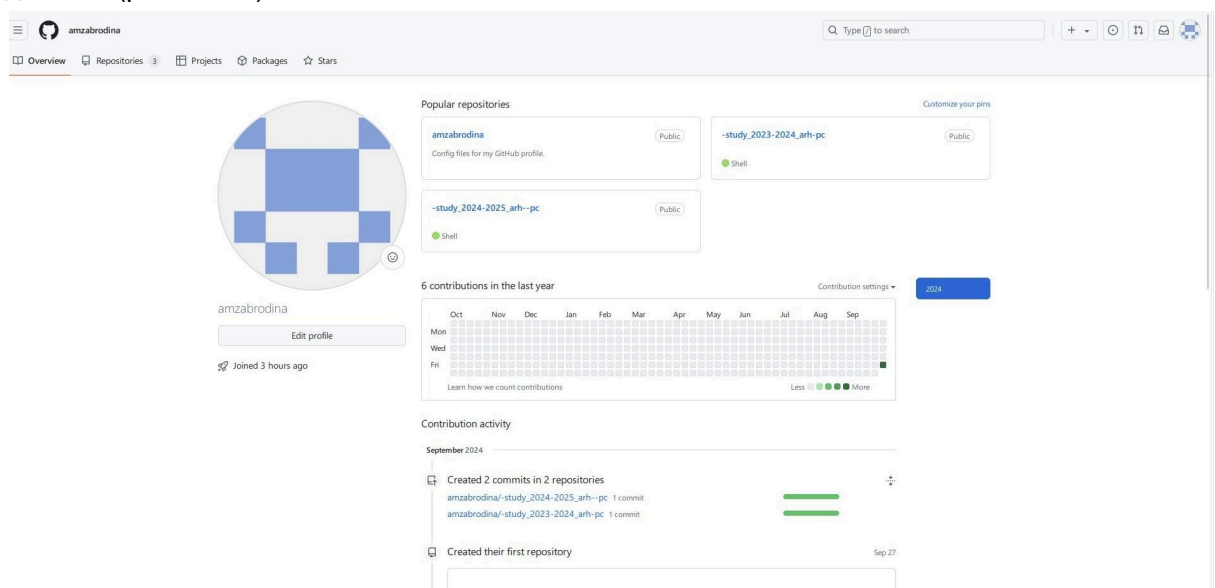 amzabrodina
Type / to search
Overview Repositories 3 Projects Packages Stars
Popular repositories
Customize your pins
amzabrodina Public
Config files for my GitHub profile.
-study_2023-2024_arh-pc Public
Shell
-study_2024-2025_arh--pc Public
Shell
amzabrodina
Edit profile
Joined 3 hours ago
6 contributions in the last year
Contribution settings
2024
Oct Nov Dec Jan Feb Mar Apr May Jun Jul Aug Sep
Mon
Wed
Fri
Learn how we count contributions
Less More
Contribution activity
September 2024
Created 2 commits in 2 repositories
amzabrodina/-study_2024-2025_arh--pc 1 commit
amzabrodina/-study_2023-2024_arh-pc 1 commit
Created their first repository
Sep 27